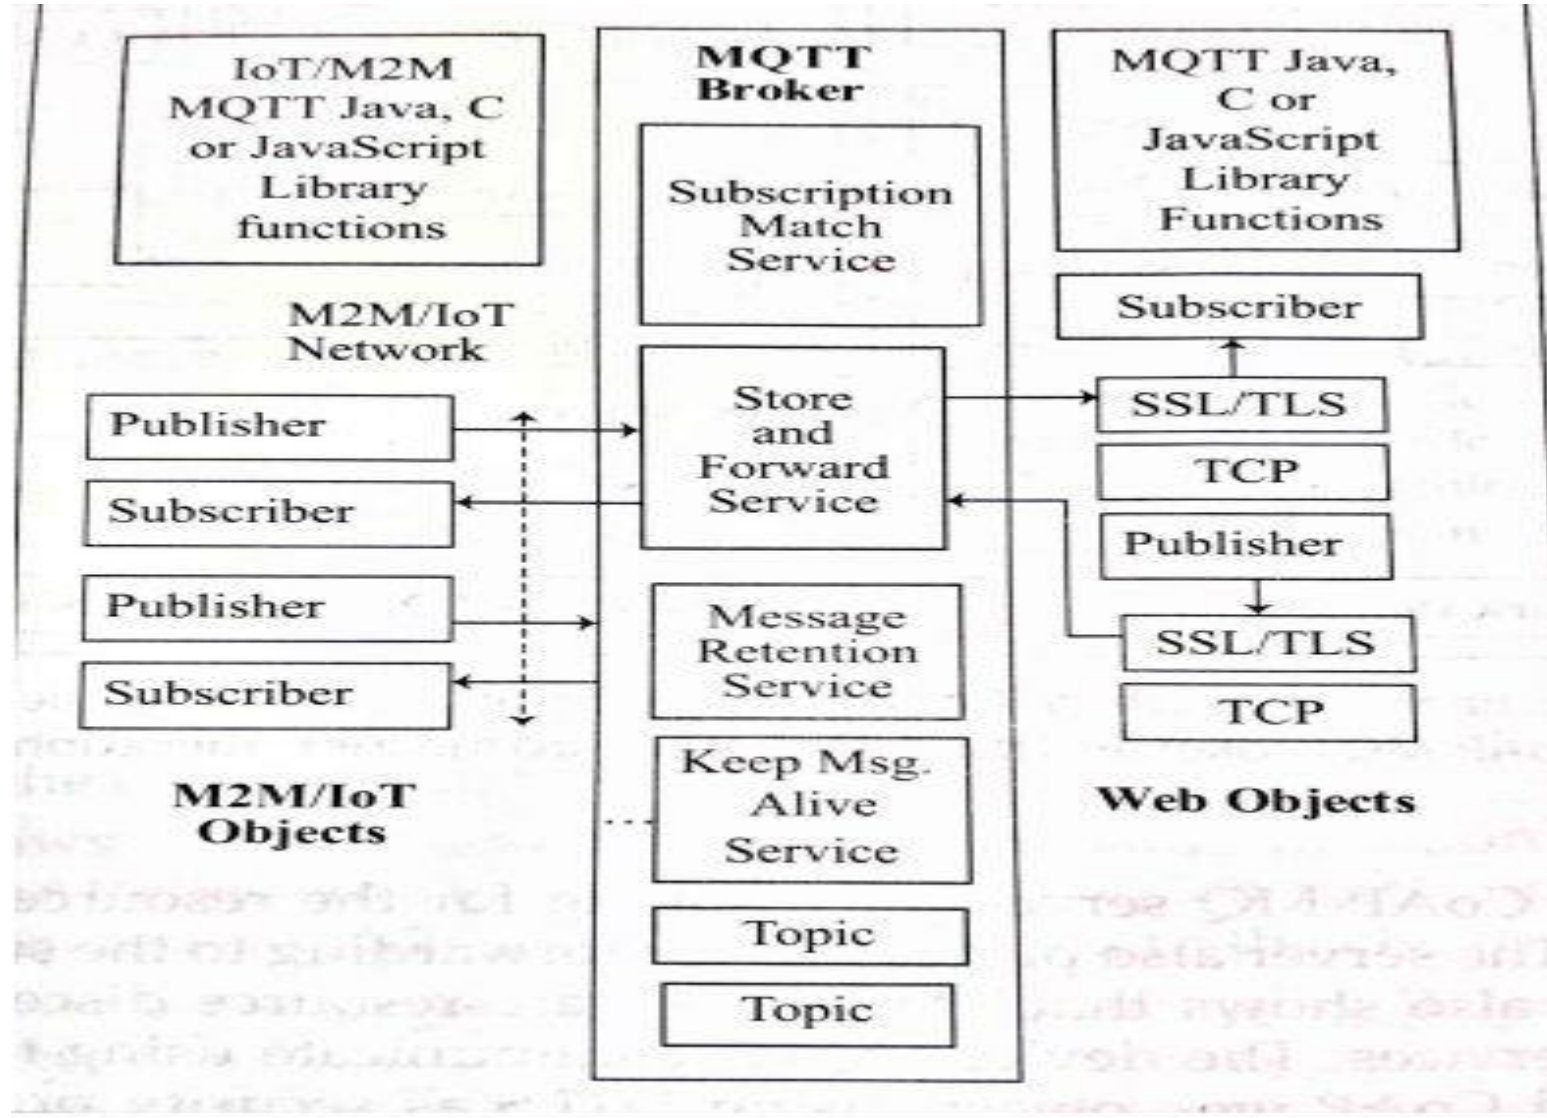 IoT/M2M
MQTT Java, C
or JavaScript
Library
functions
M2M/IoT
Network
Publisher
Subscriber
Publisher
Subscriber
M2M/IoT
Objects
MQTT
Broker
Subscription
Match
Service
Store
and
Forward
Service
Message
Retention
Service
Keep Msg.
Alive
Service
Topic
Topic
MQTT Java,
C or
JavaScript
Library
Functions
Subscriber
SSL/TLS
TCP
Publisher
SSL/TLS
TCP
Web Objects